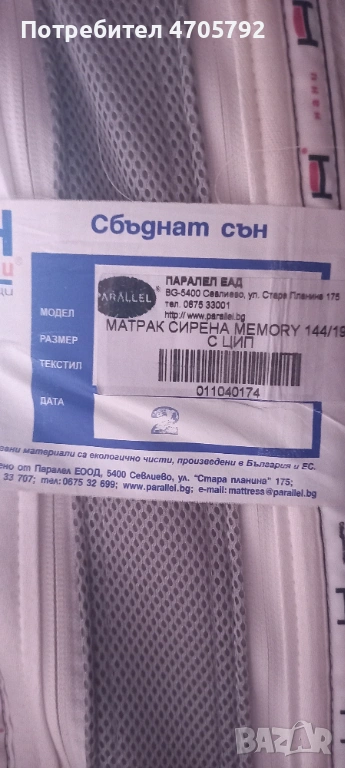 Потребител 4705792
Сбъднат сън
PARALLEL
ПАРАЛЕЛ ЕАД
BG-5400 Севлиево, ул. Стара Планина 175
тел. 0675 33001
http:// www.parallel.bg
МОДЕЛ
МАТРАК СИРЕНА MEMORY 144/19
РАЗМЕР
С ЦИП
ТЕКСТИЛ
011040174
ДАТА
2
материали са екологично чисти, произведени в България и ЕС.
от Паралел ЕООД, 5400 Севлиево, ул. "Стара планина" 175;
33 707; тел: 0675 32 699; www.parallel.bg; e-mail: mattress@parallel.bg
BAZAR